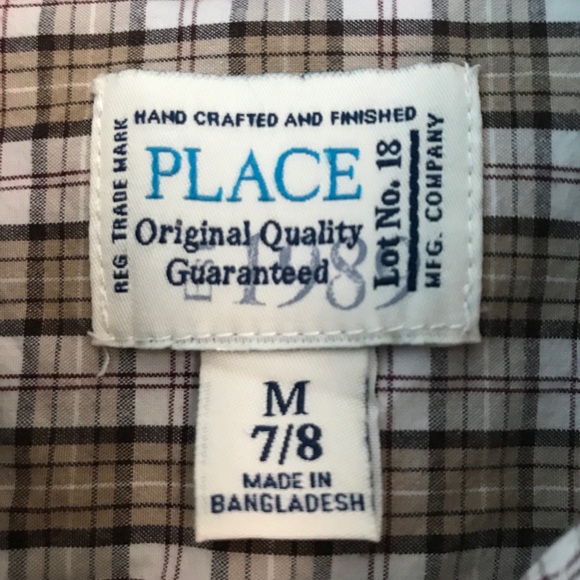 HAND CRAFTED AND FINISHED
REG. TRADE MARK
PLACE
Original Quality
Guaranteed
1989
Lot No. 18
MFG. COMPANY
M
7/8
MADE IN
BANGLADESH